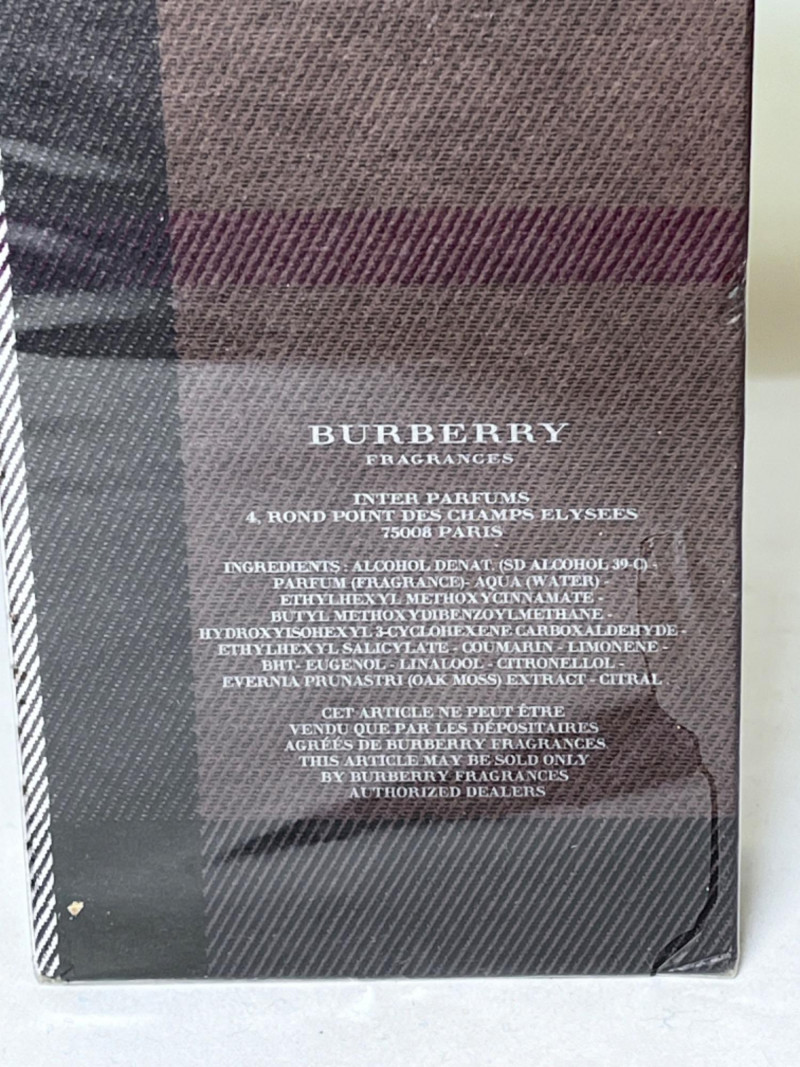 BURBERRY
FRAGRANCES
INTER PARFUMS
4, ROND POINT DES CHAMPS ELYSEES
75008 PARIS
INGREDIENTS : ALCOHOL DENAT. (SD ALCOHOL 39-C) -
PARFUM (FRAGRANCE)- AQUA (WATER) -
ETHYLHEXYL METHOXYCINNAMATE -
BUTYL METHOXYDIBENZOYLMETHANE -
HYDROXYISOHEXYL 3-CYCLOHEXENE CARBOXALDEHYDE -
ETHYLHEXYL SALICYLATE - COUMARIN - LIMONENE -
BHT- EUGENOL - LINALOOL - CITRONELLOL -
EVERNIA PRUNASTRI (OAK MOSS) EXTRACT - CITRAL
CET ARTICLE NE PEUT ÊTRE
VENDU QUE PAR LES DÉPOSITAIRES
AGRÉÉS DE BURBERRY FRAGRANCES
THIS ARTICLE MAY BE SOLD ONLY
BY BURBERRY FRAGRANCES
AUTHORIZED DEALERS